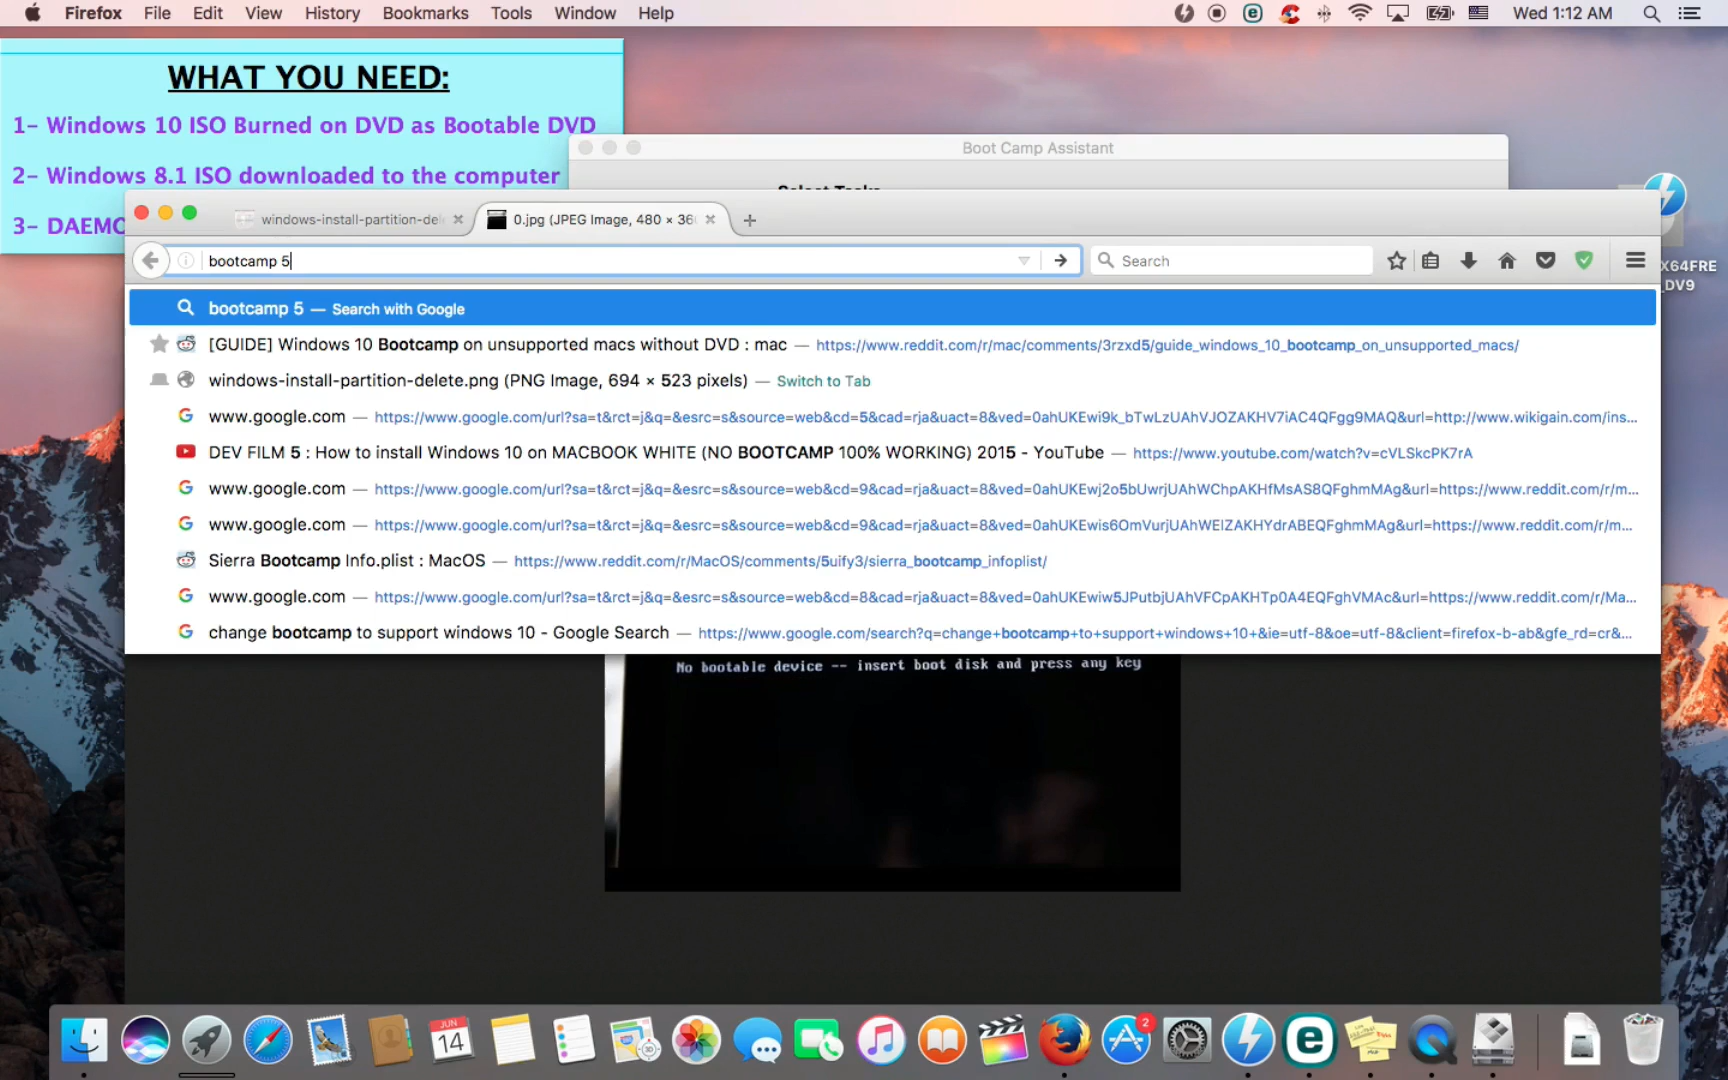 Firefox File Edit View History Bookmarks Tools Window Help Wed 1:12 AM
WHAT YOU NEED:
1- Windows 10 ISO Burned on DVD as Bootable DVD
Boot Camp Assistant
2- Windows 8.1 ISO downloaded to the computer
Select Tasks
3- DAEMO
windows-install-partition-del
0.jpg (JPEG Image, 480 × 36
bootcamp 5
Search
X64FRE
_DV9
bootcamp 5 — Search with Google
[GUIDE] Windows 10 Bootcamp on unsupported macs without DVD : mac — https://www.reddit.com/r/mac/comments/3rzxd5/guide_windows_10_bootcamp_on_unsupported_macs/
windows-install-partition-delete.png (PNG Image, 694 × 523 pixels) — Switch to Tab
www.google.com — https://www.google.com/url?sa=t&rct=j&q=&esrc=s&source=web&cd=5&cad=rja&uact=8&ved=0ahUKEwi9k_bTwLzUAhVJOZAKHV7iAC4QFgg9MAQ&url=http://www.wikigain.com/ins...
DEV FILM 5 : How to install Windows 10 on MACBOOK WHITE (NO BOOTCAMP 100% WORKING) 2015 - YouTube — https://www.youtube.com/watch?v=cVLSkcPK7rA
www.google.com — https://www.google.com/url?sa=t&rct=j&q=&esrc=s&source=web&cd=9&cad=rja&uact=8&ved=0ahUKEwj2o5bUwrjUAhWChpAKHfMsAS8QFghmMAg&url=https://www.reddit.com/r/m...
www.google.com — https://www.google.com/url?sa=t&rct=j&q=&esrc=s&source=web&cd=9&cad=rja&uact=8&ved=0ahUKEwis6OmVurjUAhWEIZAKHYdrABEQFghmMAg&url=https://www.reddit.com/r/m...
Sierra Bootcamp Info.plist : MacOS — https://www.reddit.com/r/MacOS/comments/5uify3/sierra_bootcamp_infoplist/
www.google.com — https://www.google.com/url?sa=t&rct=j&q=&esrc=s&source=web&cd=8&cad=rja&uact=8&ved=0ahUKEwiw5JPutbjUAhVFCpAKHTp0A4EQFghVMAc&url=https://www.reddit.com/r/Ma...
change bootcamp to support windows 10 - Google Search — https://www.google.com/search?q=change+bootcamp+to+support+windows+10+&ie=utf-8&oe=utf-8&client=firefox-b-ab&gfe_rd=cr&...
No bootable device -- insert boot disk and press any key
JUN
14
2